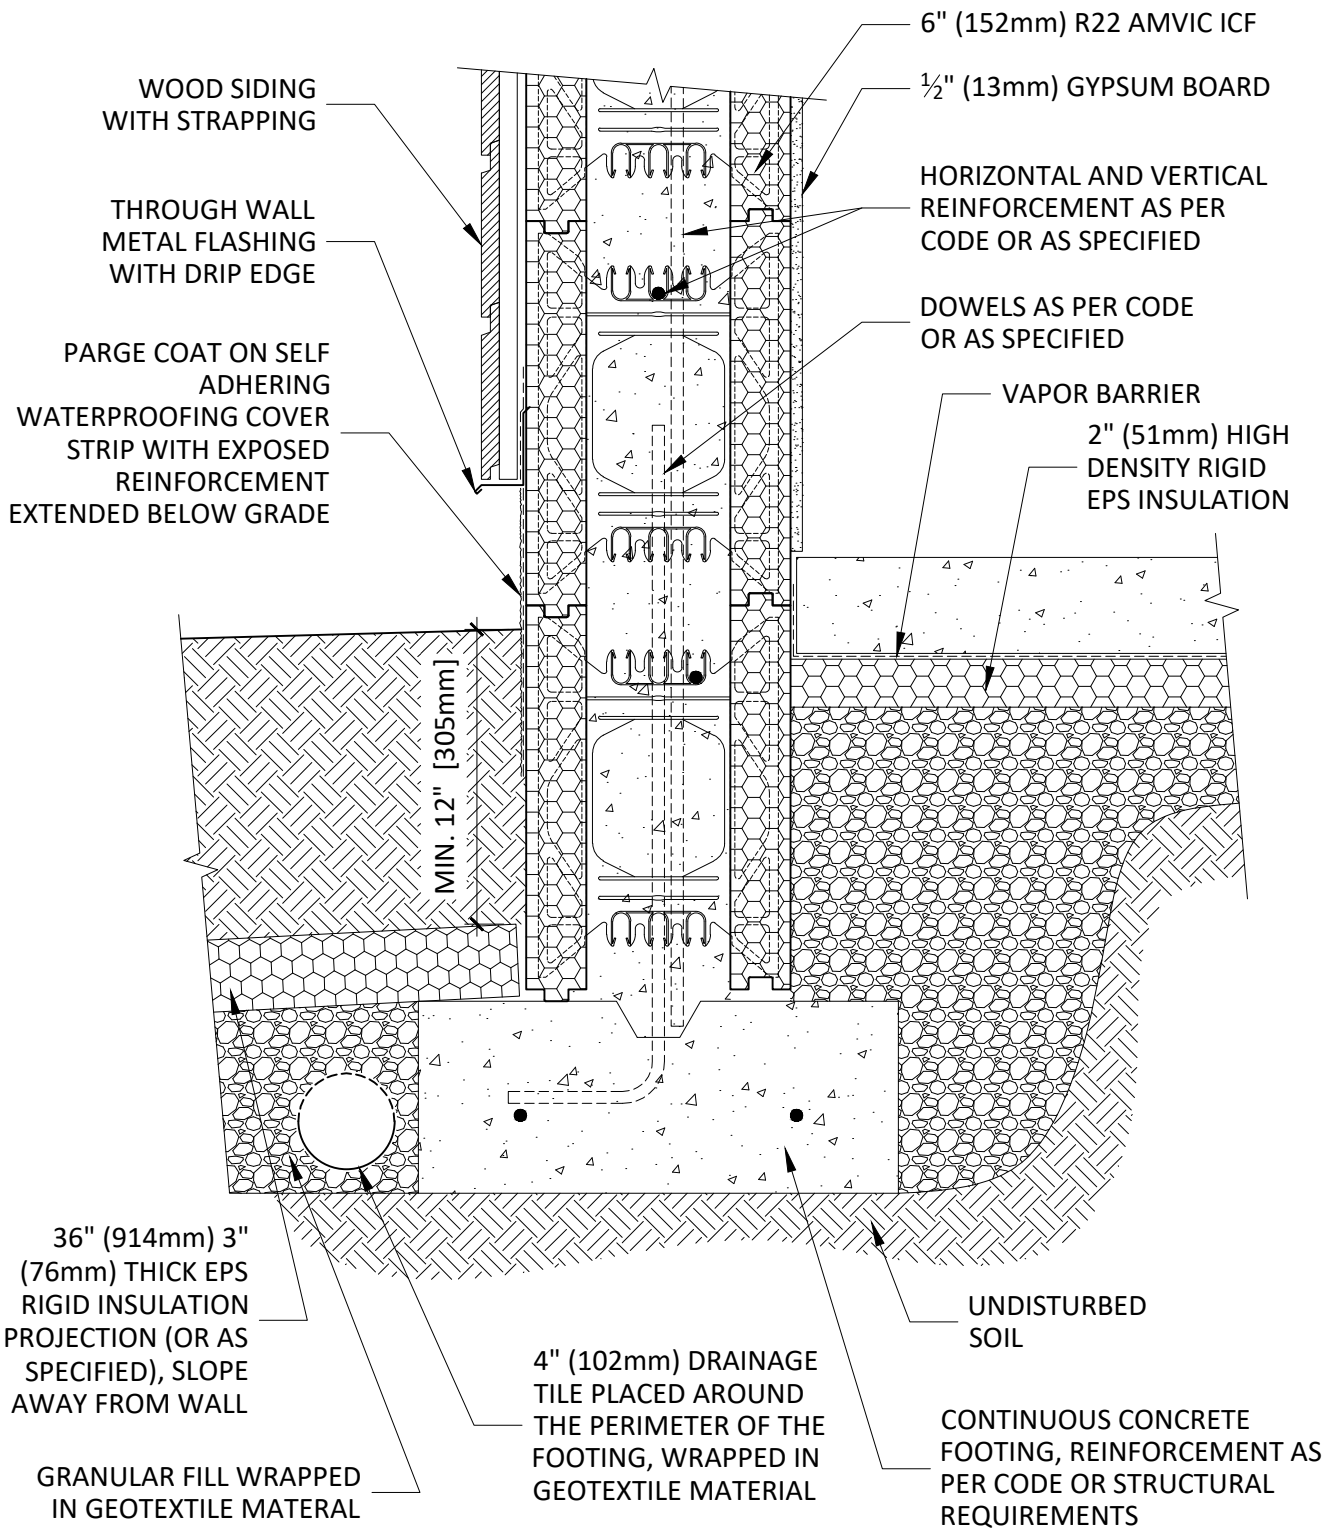 6" (152mm) R22 AMVIC ICF
½" (13mm) GYPSUM BOARD
WOOD SIDING
WITH STRAPPING
HORIZONTAL AND VERTICAL
REINFORCEMENT AS PER
CODE OR AS SPECIFIED
THROUGH WALL
METAL FLASHING
WITH DRIP EDGE
DOWELS AS PER CODE
OR AS SPECIFIED
PARGE COAT ON SELF
ADHERING
WATERPROOFING COVER
STRIP WITH EXPOSED
REINFORCEMENT
EXTENDED BELOW GRADE
VAPOR BARRIER
2" (51mm) HIGH
DENSITY RIGID
EPS INSULATION
MIN. 12" [305mm]
36" (914mm) 3"
(76mm) THICK EPS
RIGID INSULATION
PROJECTION (OR AS
SPECIFIED), SLOPE
AWAY FROM WALL
GRANULAR FILL WRAPPED
IN GEOTEXTILE MATERAL
4" (102mm) DRAINAGE
TILE PLACED AROUND
THE PERIMETER OF THE
FOOTING, WRAPPED IN
GEOTEXTILE MATERIAL
UNDISTURBED
SOIL
CONTINUOUS CONCRETE
FOOTING, REINFORCEMENT AS
PER CODE OR STRUCTURAL
REQUIREMENTS